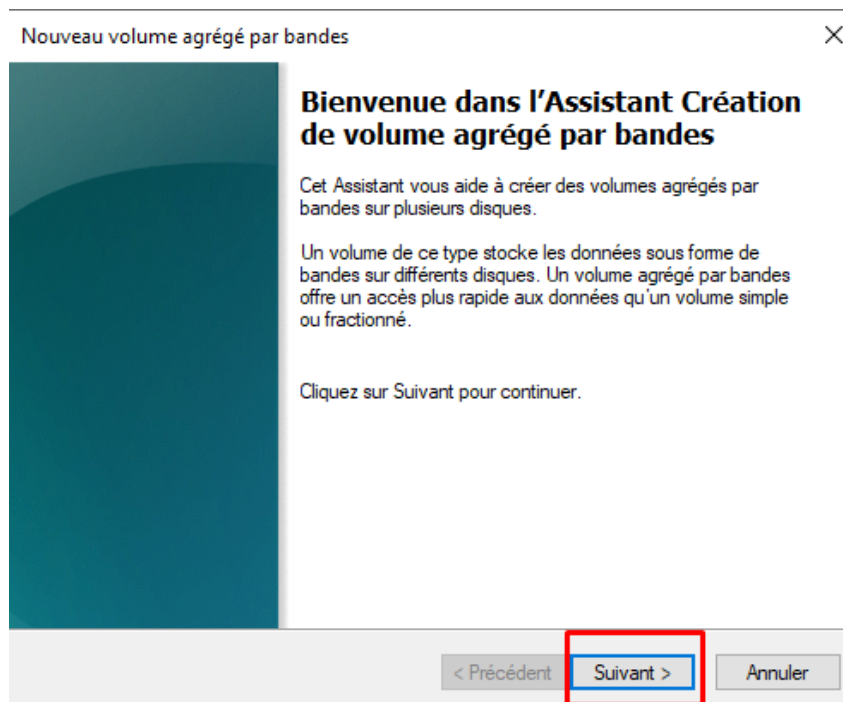 Nouveau volume agrégé par bandes
Bienvenue dans l'Assistant Création
de volume agrégé par bandes
Cet Assistant vous aide à créer des volumes agrégés par
bandes sur plusieurs disques.
Un volume de ce type stocke les données sous forme de
bandes sur différents disques. Un volume agrégé par bandes
offre un accès plus rapide aux données qu'un volume simple
ou fractionné.
Cliquez sur Suivant pour continuer.
< Précédent Suivant > Annuler